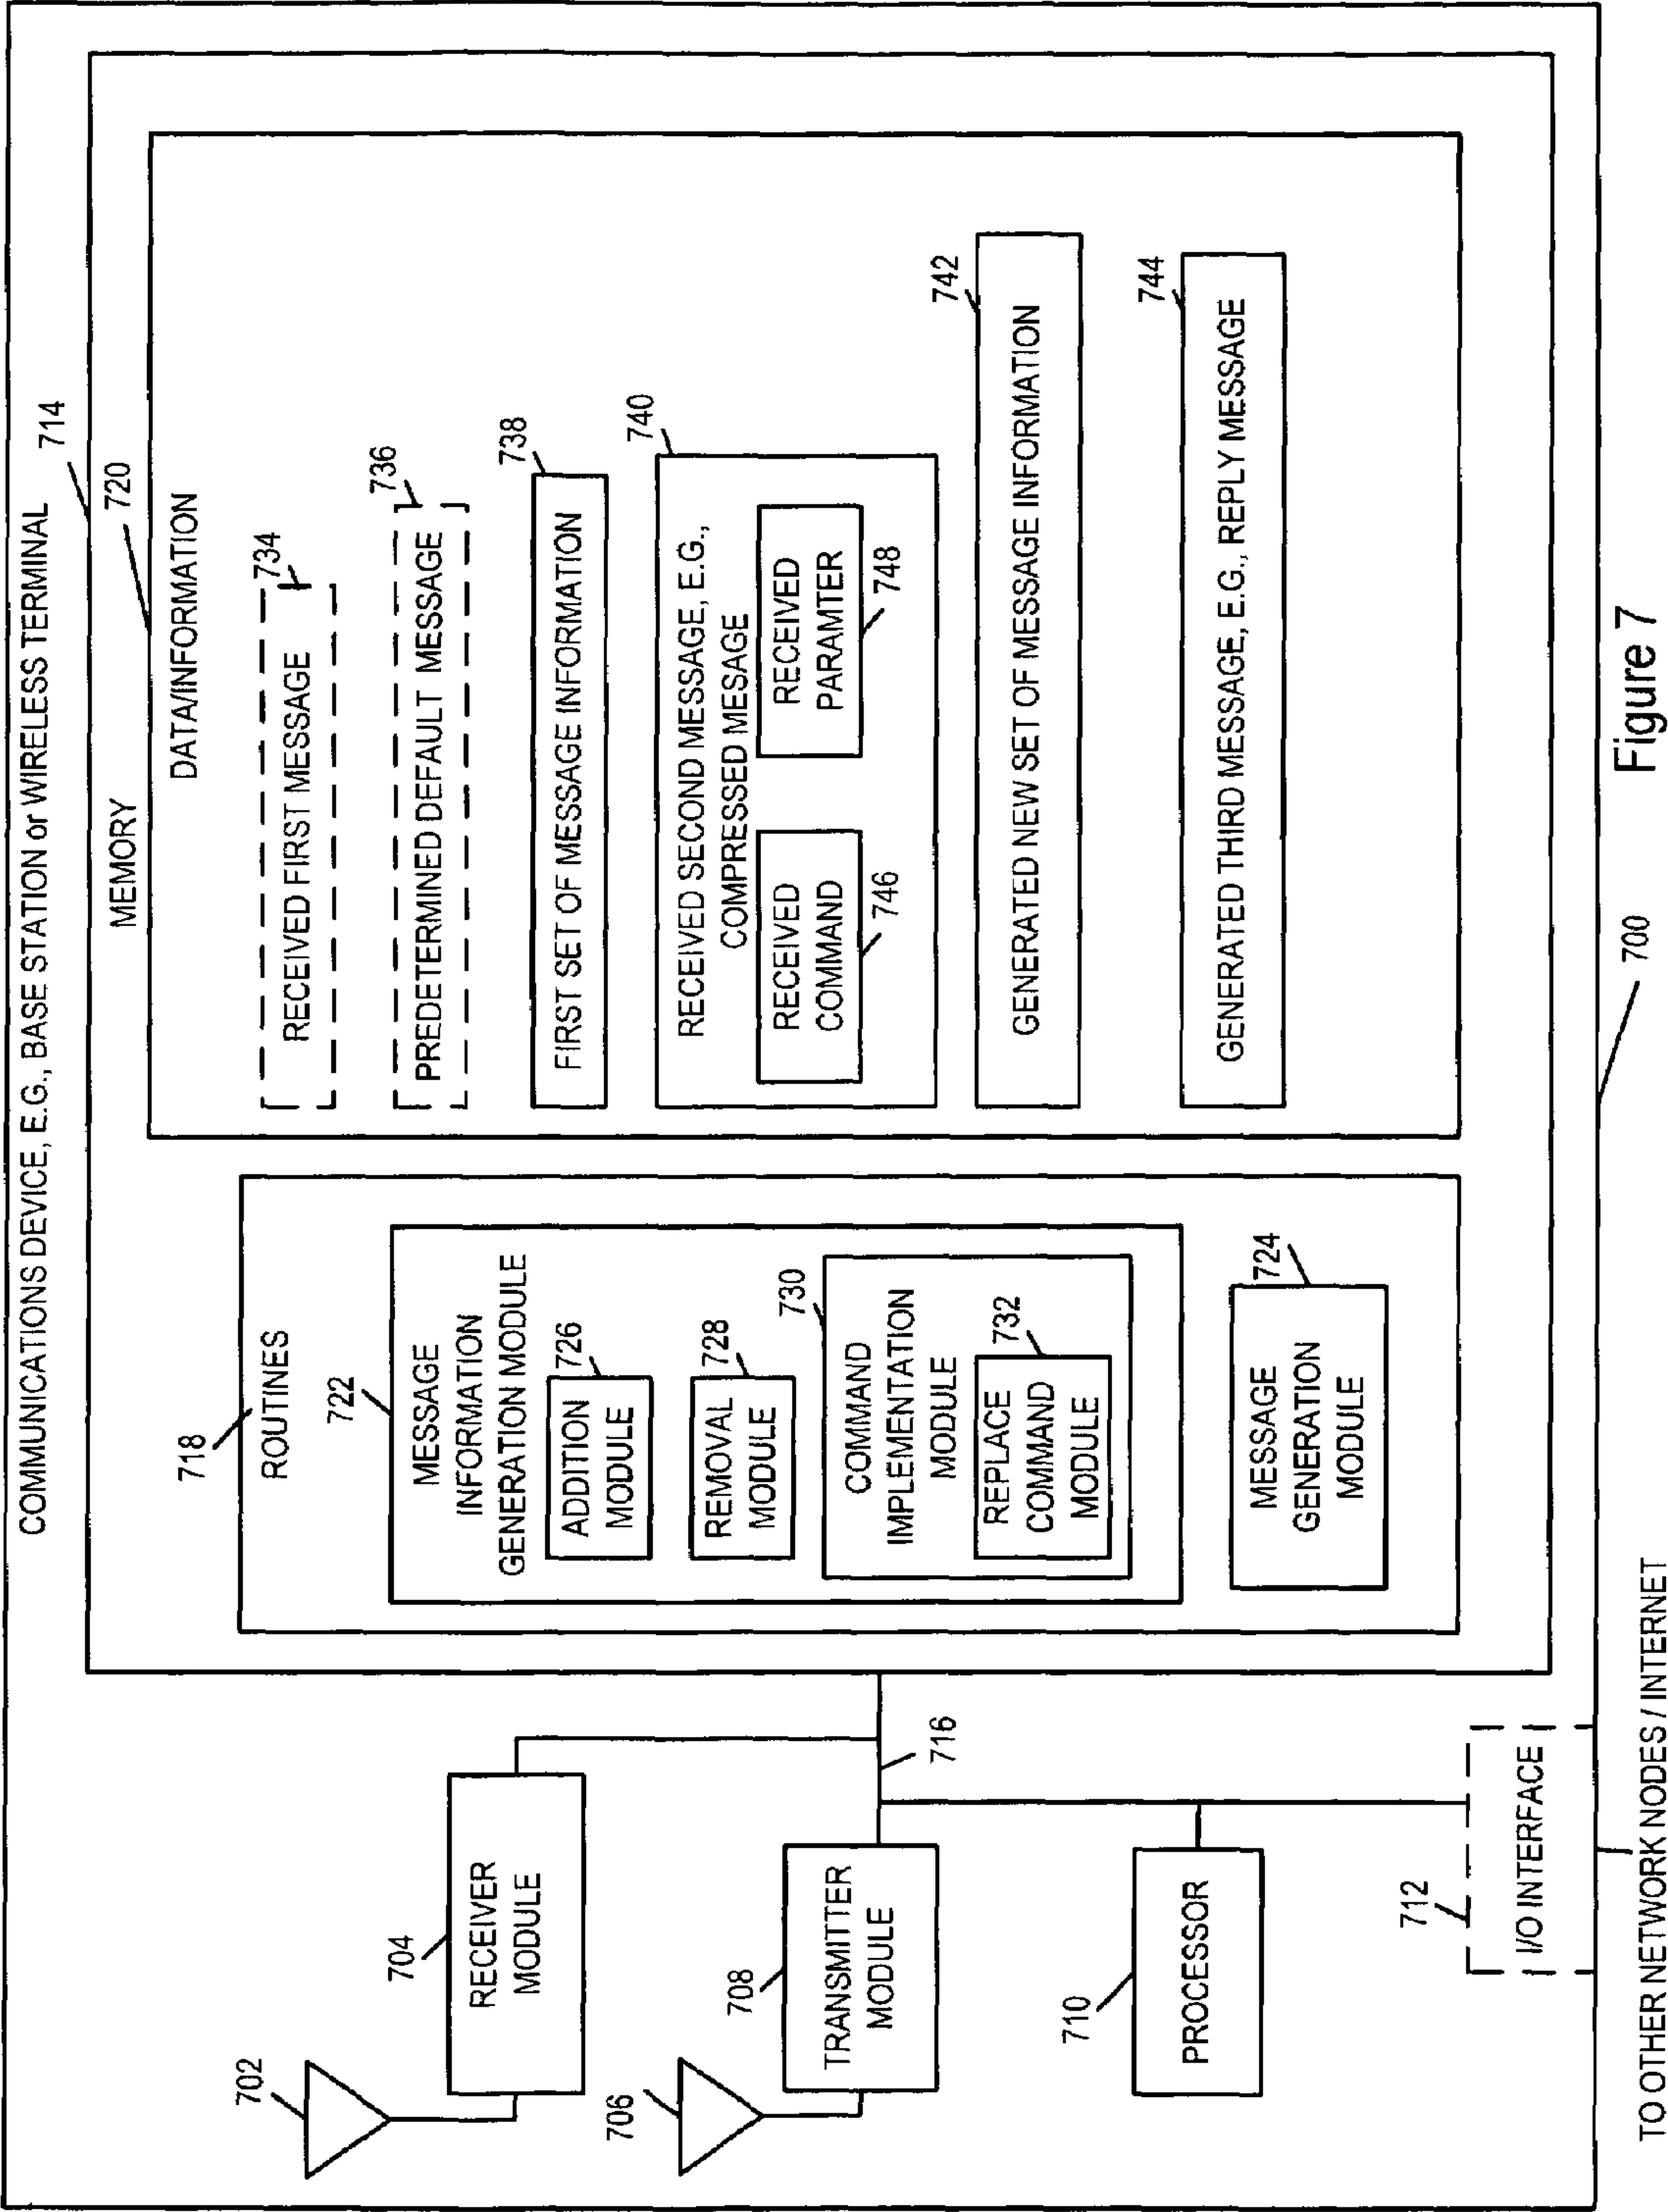 COMMUNICATIONS DEVICE, E.G., BASE STATION or WIRELESS TERMINAL
714
702
704
RECEIVER
MODULE
706
708
TRANSMITTER
MODULE
710
PROCESSOR
712
I/O INTERFACE
716
TO OTHER NETWORK NODES / INTERNET
MEMORY
718
ROUTINES
722
MESSAGE
INFORMATION
GENERATION MODULE
726
ADDITION
MODULE
728
REMOVAL
MODULE
730
COMMAND
IMPLEMENTATION
MODULE
732
REPLACE
COMMAND
MODULE
724
MESSAGE
GENERATION
MODULE
720
DATA/INFORMATION
734
RECEIVED FIRST MESSAGE
736
PREDETERMINED DEFAULT MESSAGE
738
FIRST SET OF MESSAGE INFORMATION
740
RECEIVED SECOND MESSAGE, E.G.,
COMPRESSED MESSAGE
RECEIVED
COMMAND
746
RECEIVED
PARAMTER
748
742
GENERATED NEW SET OF MESSAGE INFORMATION
744
GENERATED THIRD MESSAGE, E.G., REPLY MESSAGE
700
Figure 7